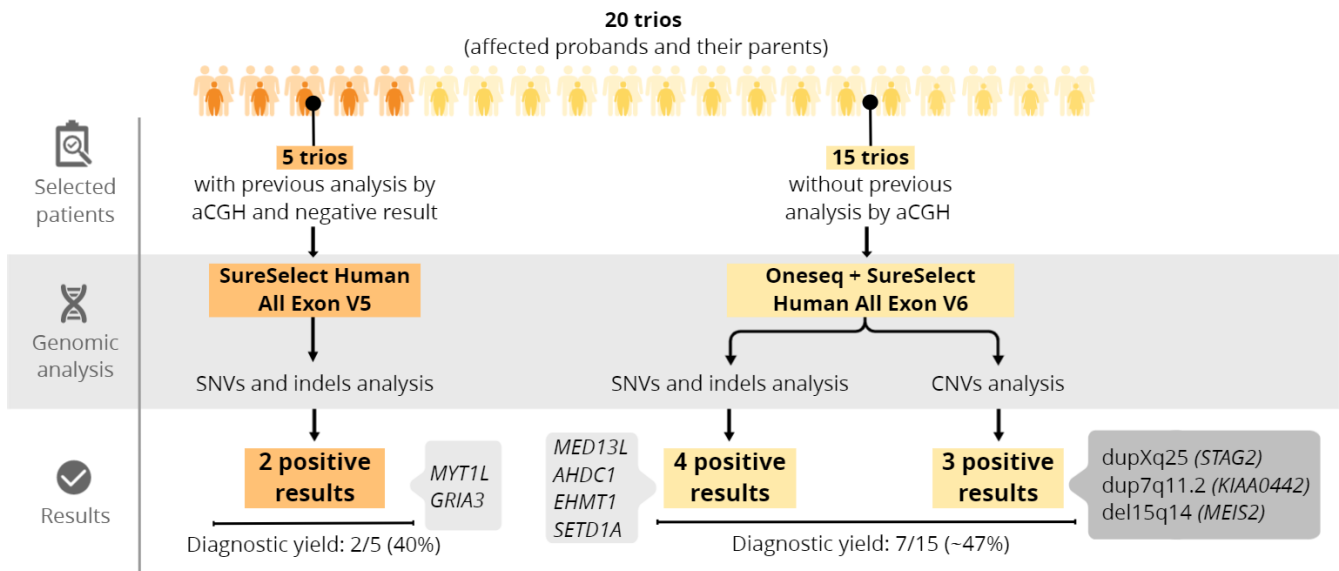 20 trios
(affected probands and their parents)
Selected
patients
5 trios
with previous analysis by
aCGH and negative result
15 trios
without previous
analysis by aCGH
Genomic
analysis
SureSelect Human
All Exon V5
Oneseq + SureSelect
Human All Exon V6
SNVs and indels analysis
SNVs and indels analysis
CNVs analysis
Results
2 positive
results
MYT1L
GRIA3
MED13L
AHDC1
EHMT1
SETD1A
4 positive
results
3 positive
results
dupXq25 (STAG2)
dup7q11.2 (KIAA0442)
del15q14 (MEIS2)
Diagnostic yield: 2/5 (40%)
Diagnostic yield: 7/15 (~47%)